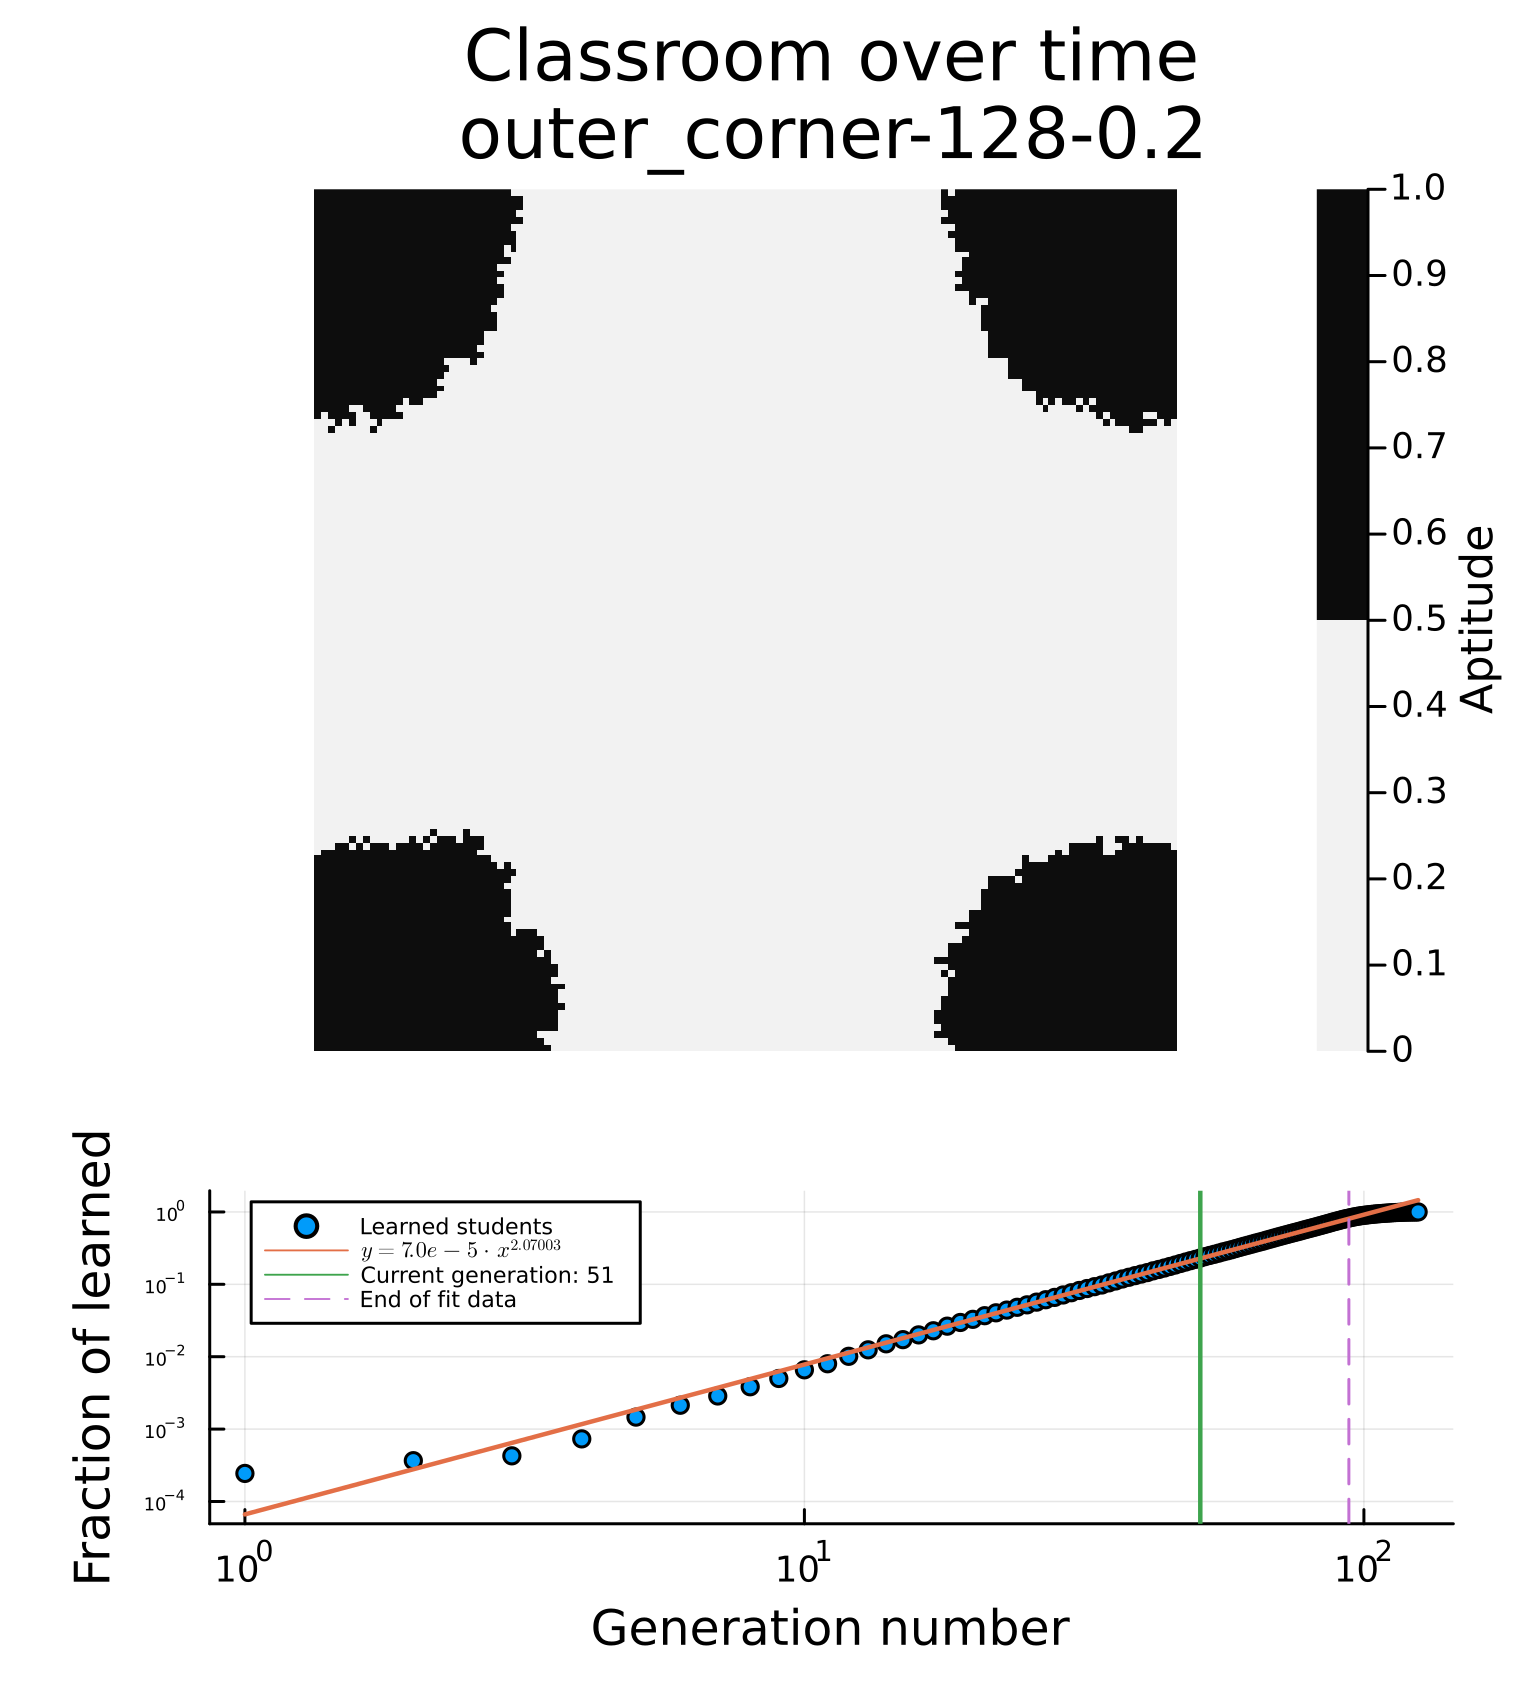 Classroom over time
outer_corner-128-0.2
1.0
0.9
0.8
0.7
0.6
0.5
0.4
0.3
0.2
0.1
0
Aptitude
Fraction of learned
10⁰
10⁻¹
10⁻²
10⁻³
10⁻⁴
Learned students
y = 7.0e − 5 · x^2.07003
Current generation: 51
End of fit data
10⁰ 10¹ 10²
Generation number